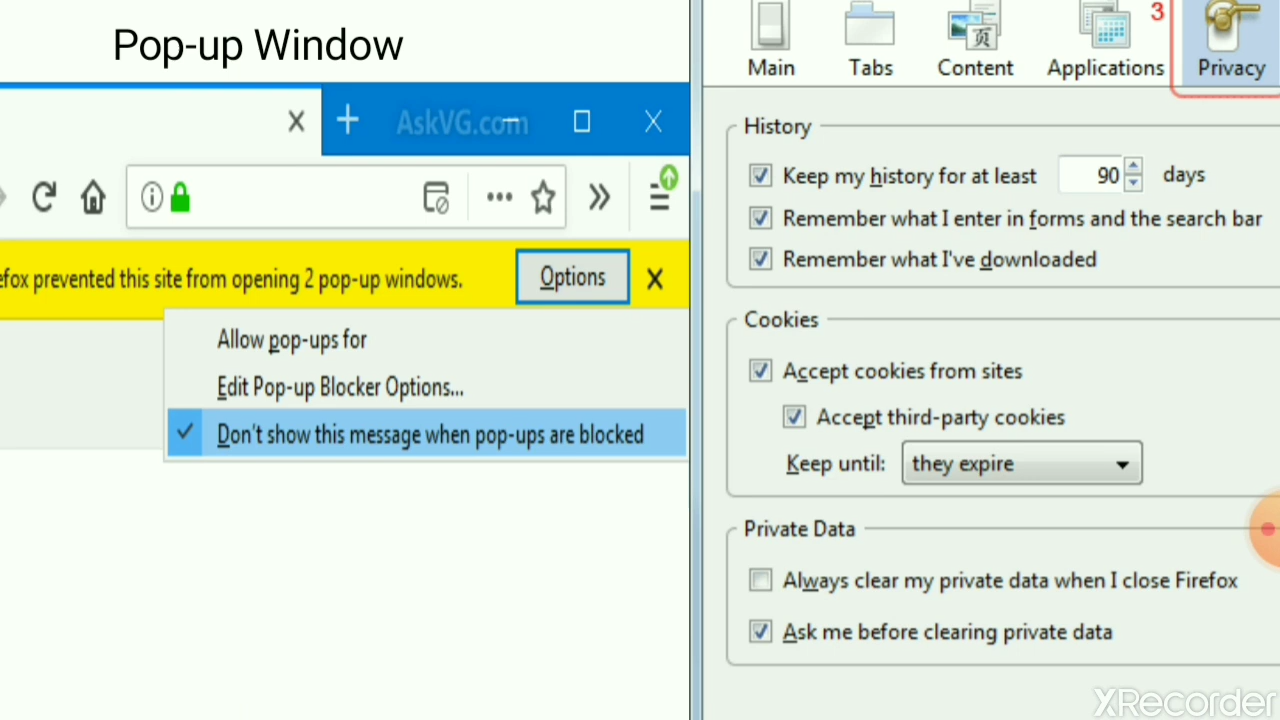 Pop-up Window
AskVG.com
efox prevented this site from opening 2 pop-up windows.
Options
Allow pop-ups for
Edit Pop-up Blocker Options...
Don't show this message when pop-ups are blocked
页
3
Main
Tabs
Content
Applications
Privacy
History
Keep my history for at least 90 days
Remember what I enter in forms and the search bar
Remember what I've downloaded
Cookies
Accept cookies from sites
Accept third-party cookies
Keep until: they expire
Private Data
Always clear my private data when I close Firefox
Ask me before clearing private data
XRecorder